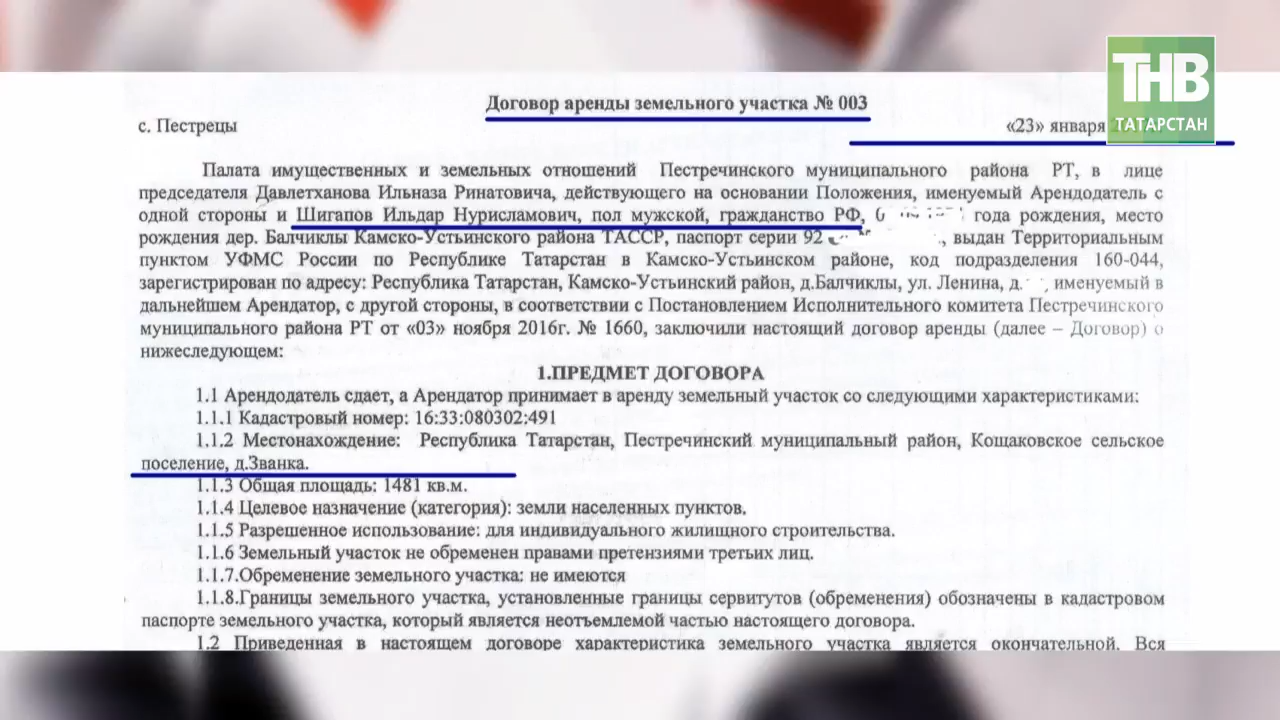 ТНВ
ТАТАРСТАН
Договор аренды земельного участка № 003
с. Пестрецы «23» января
Палата имущественных и земельных отношений Пестречинского муниципального района РТ, в лице
председателя Давлетханова Ильназа Ринатовича, действующего на основании Положения, именуемый Арендодатель с
одной стороны и Шигапов Ильдар Нурисламович, пол мужской, гражданство РФ, года рождения, место
рождения дер. Балчиклы Камско-Устьинского района ТАССР, паспорт серии 92 , выдан Территориальным
пунктом УФМС России по Республике Татарстан в Камско-Устьинском районе, код подразделения 160-044,
зарегистрирован по адресу: Республика Татарстан, Камско-Устьинский район, д.Балчиклы, ул. Ленина, д. , именуемый в
дальнейшем Арендатор, с другой стороны, в соответствии с Постановлением Исполнительного комитета Пестречинского
муниципального района РТ от «03» ноября 2016г. № 1660, заключили настоящий договор аренды (далее – Договор) о
нижеследующем:
1.ПРЕДМЕТ ДОГОВОРА
1.1 Арендодатель сдает, а Арендатор принимает в аренду земельный участок со следующими характеристиками:
1.1.1 Кадастровый номер: 16:33:080302:491
1.1.2 Местонахождение: Республика Татарстан, Пестречинский муниципальный район, Кощаковское сельское
поселение, д.Званка.
1.1.3 Общая площадь: 1481 кв.м.
1.1.4 Целевое назначение (категория): земли населенных пунктов.
1.1.5 Разрешенное использование: для индивидуального жилищного строительства.
1.1.6 Земельный участок не обременен правами претензиями третьих лиц.
1.1.7.Обременение земельного участка: не имеются
1.1.8.Границы земельного участка, установленные границы сервитутов (обременения) обозначены в кадастровом
паспорте земельного участка, который является неотъемлемой частью настоящего договора.
1.2 Приведенная в настоящем договоре характеристика земельного участка является окончательной. Вся